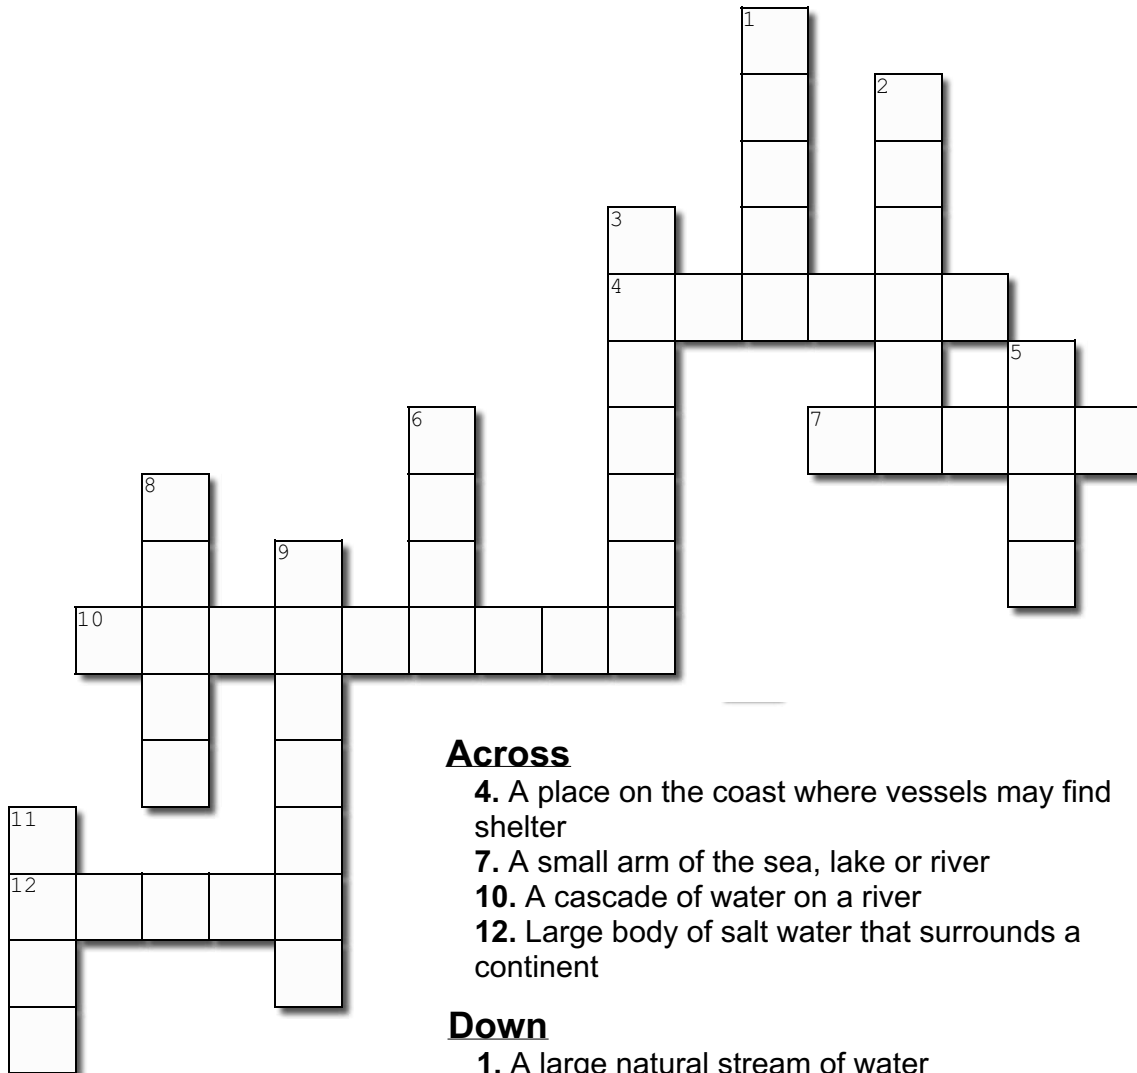 1
2
3
4
5
6
7
8
9
10
11
12
Across
4. A place on the coast where vessels may find
shelter
7. A small arm of the sea, lake or river
10. A cascade of water on a river
12. Large body of salt water that surrounds a
continent
Down
1. A large natural stream of water